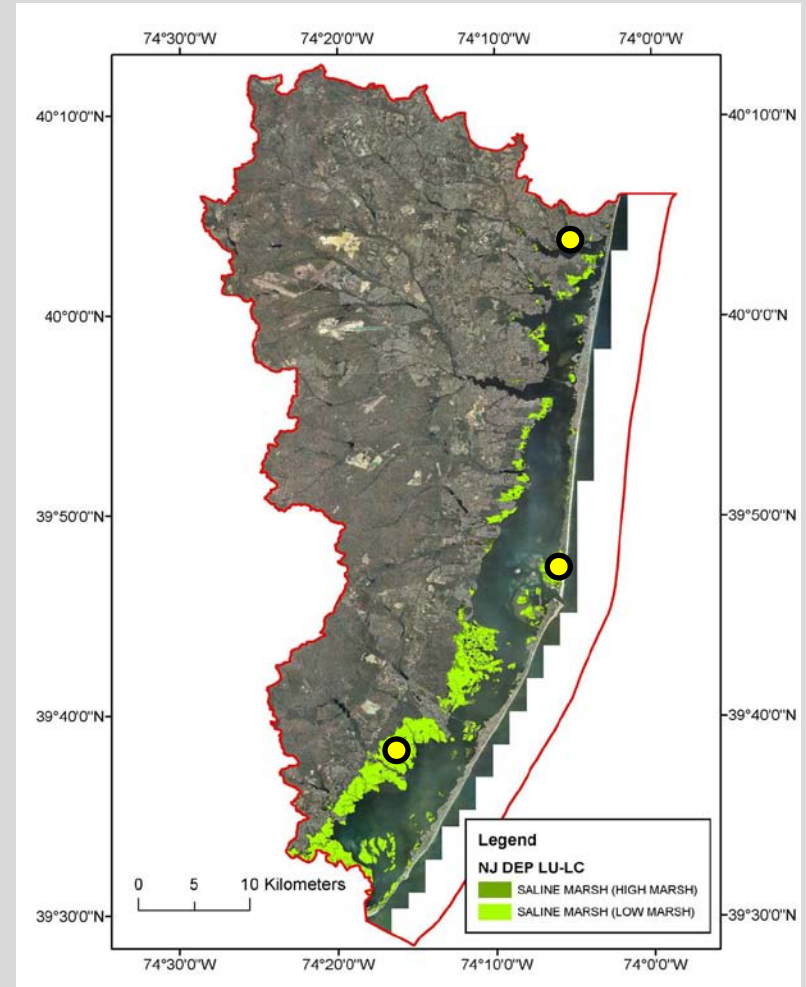 74°30'0"W 74°20'0"W 74°10'0"W 74°0'0"W
40°10'0"N 40°10'0"N
40°0'0"N 40°0'0"N
39°50'0"N 39°50'0"N
39°40'0"N 39°40'0"N
Legend
NJ DEP LU-LC
0 5 10 Kilometers
SALINE MARSH (HIGH MARSH)
SALINE MARSH (LOW MARSH)
39°30'0"N 39°30'0"N
74°30'0"W 74°20'0"W 74°10'0"W 74°0'0"W